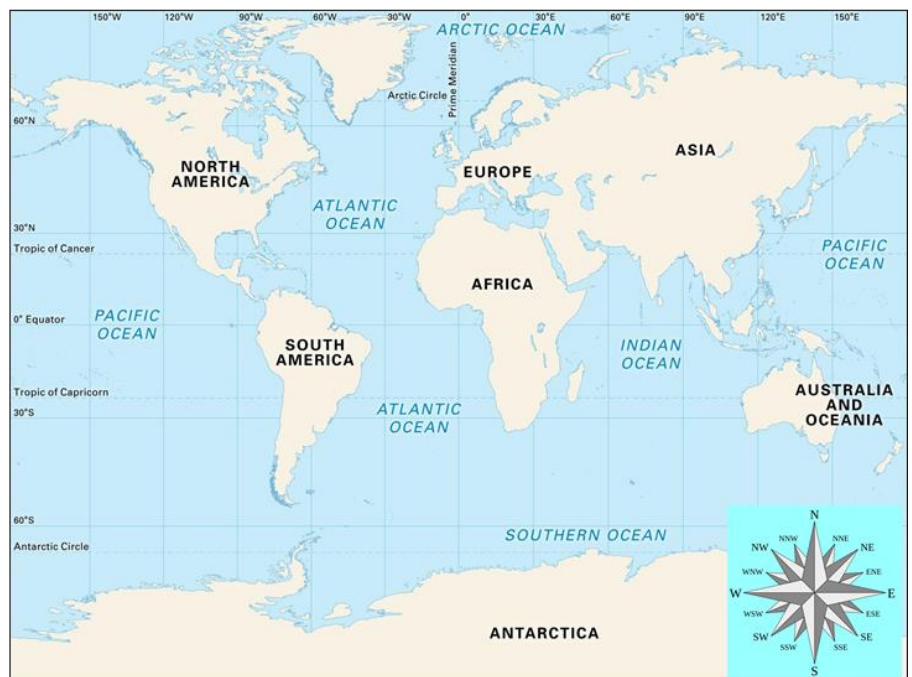 150°W 120°W 90°W 60°W 30°W 0° 30°E 60°E 90°E 120°E 150°E
ARCTIC OCEAN
Prime Meridian
Arctic Circle
60°N
NORTH
AMERICA
EUROPE
ASIA
ATLANTIC
OCEAN
30°N
Tropic of Cancer
PACIFIC
OCEAN
AFRICA
PACIFIC
OCEAN
0° Equator
SOUTH
AMERICA
INDIAN
OCEAN
Tropic of Capricorn
AUSTRALIA
AND
OCEANIA
ATLANTIC
OCEAN
30°S
60°S
SOUTHERN OCEAN
Antarctic Circle
ANTARCTICA
N
NNW NNE
NW NE
WNW ENE
W E
WSW ESE
SW SE
SSW SSE
S